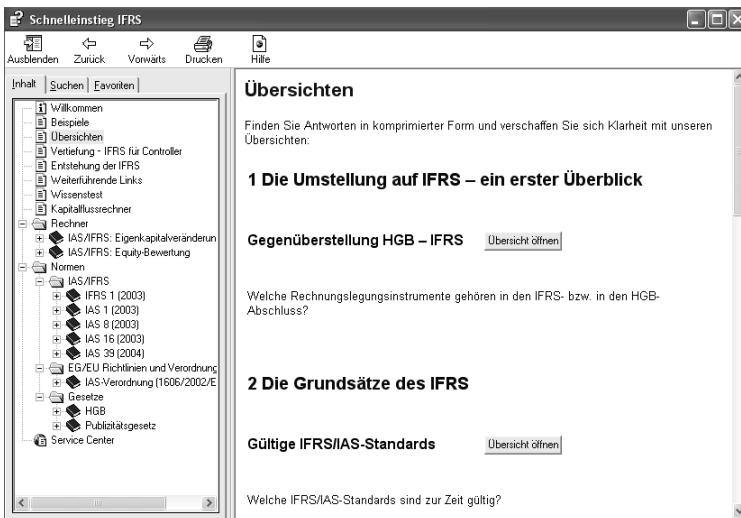 Schnelleinstieg IFRS
Ausblenden Zurück Vorwärts Drucken Hilfe
Inhalt Suchen Favoriten
Willkommen
Beispiele
Übersichten
Vertiefung - IFRS für Controller
Entstehung der IFRS
Weiterführende Links
Wissenstest
Kapitalflussrechner
Rechner
IAS/IFRS: Eigenkapitalveränderun
IAS/IFRS: Equity-Bewertung
Normen
IAS/IFRS
IFRS 1 (2003)
IAS 1 (2003)
IAS 8 (2003)
IAS 16 (2003)
IAS 39 (2004)
EG/EU Richtlinien und Verordnung
IAS-Verordnung (1606/2002/E
Gesetze
HGB
Publizitätsgesetz
Service Center
Übersichten
Finden Sie Antworten in komprimierter Form und verschaffen Sie sich Klarheit mit unseren
Übersichten:
1 Die Umstellung auf IFRS – ein erster Überblick
Gegenüberstellung HGB – IFRS Übersicht öffnen
Welche Rechnungslegungsinstrumente gehören in den IFRS- bzw. in den HGB-
Abschluss?
2 Die Grundsätze des IFRS
Gültige IFRS/IAS-Standards Übersicht öffnen
Welche IFRS/IAS-Standards sind zur Zeit gültig?